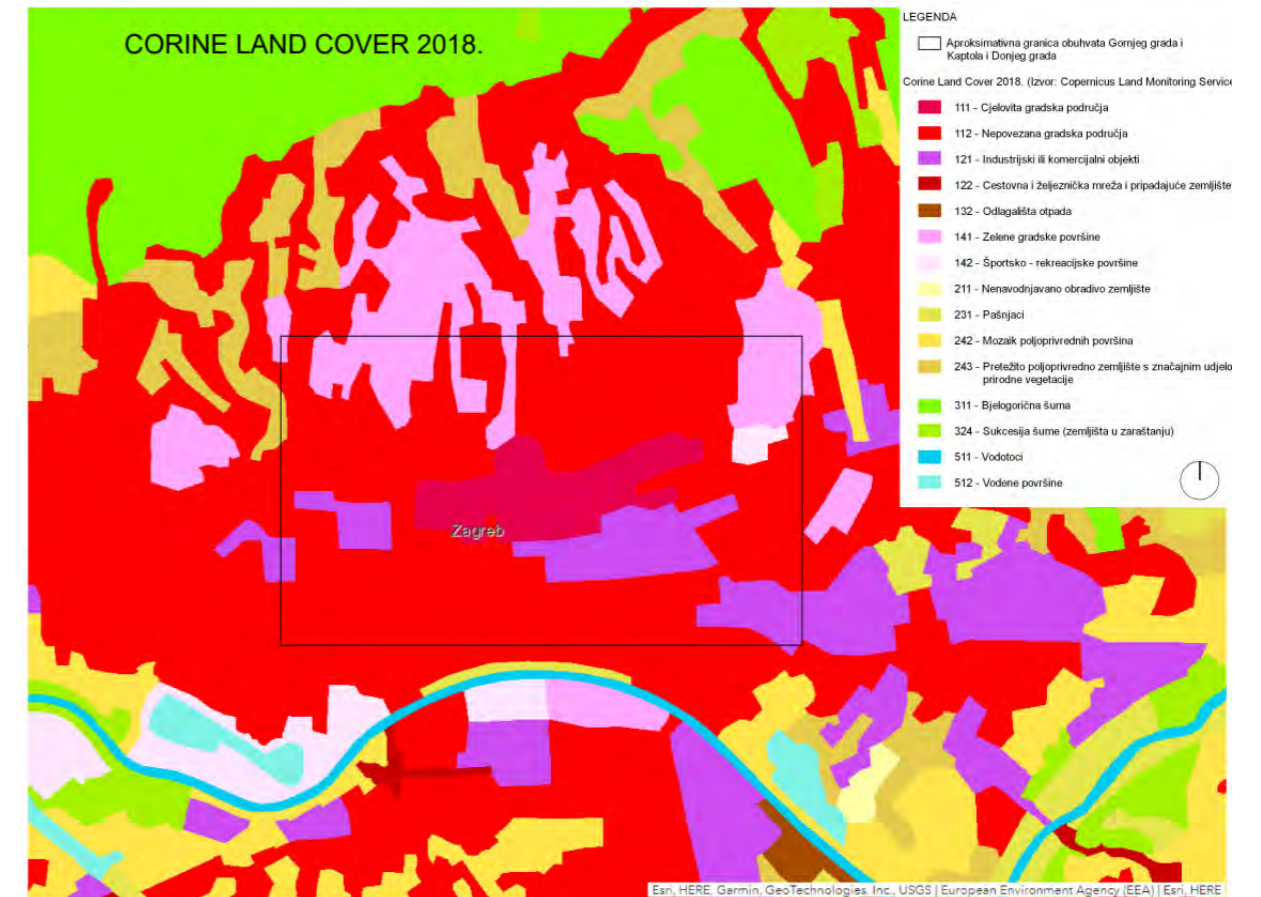 CORINE LAND COVER 2018.
LEGENDA
Aproksimativna granica obuhvata Gornjeg grada i
Kaptola i Donjeg grada
Corine Land Cover 2018. (Izvor: Copernicus Land Monitoring Service
111 - Cjelovita gradska područja
112 - Nepovezana gradska područja
121 - Industrijski ili komercijalni objekti
122 - Cestovna i željeznička mreža i pripadajuće zemljište
132 - Odlagališta otpada
141 - Zelene gradske površine
142 - Športsko - rekreacijske površine
211 - Nenavodnjavano obradivo zemljište
231 - Pašnjaci
242 - Mozaik poljoprivrednih površina
243 - Pretežito poljoprivredno zemljište s značajnim udjelo
prirodne vegetacije
311 - Bjelogorična šuma
324 - Sukcesija šume (zemljišta u zaraštanju)
511 - Vodotoci
512 - Vodene površine
Zagreb
Esri, HERE, Garmin, GeoTechnologies, Inc., USGS | European Environment Agency (EEA) | Esri, HERE